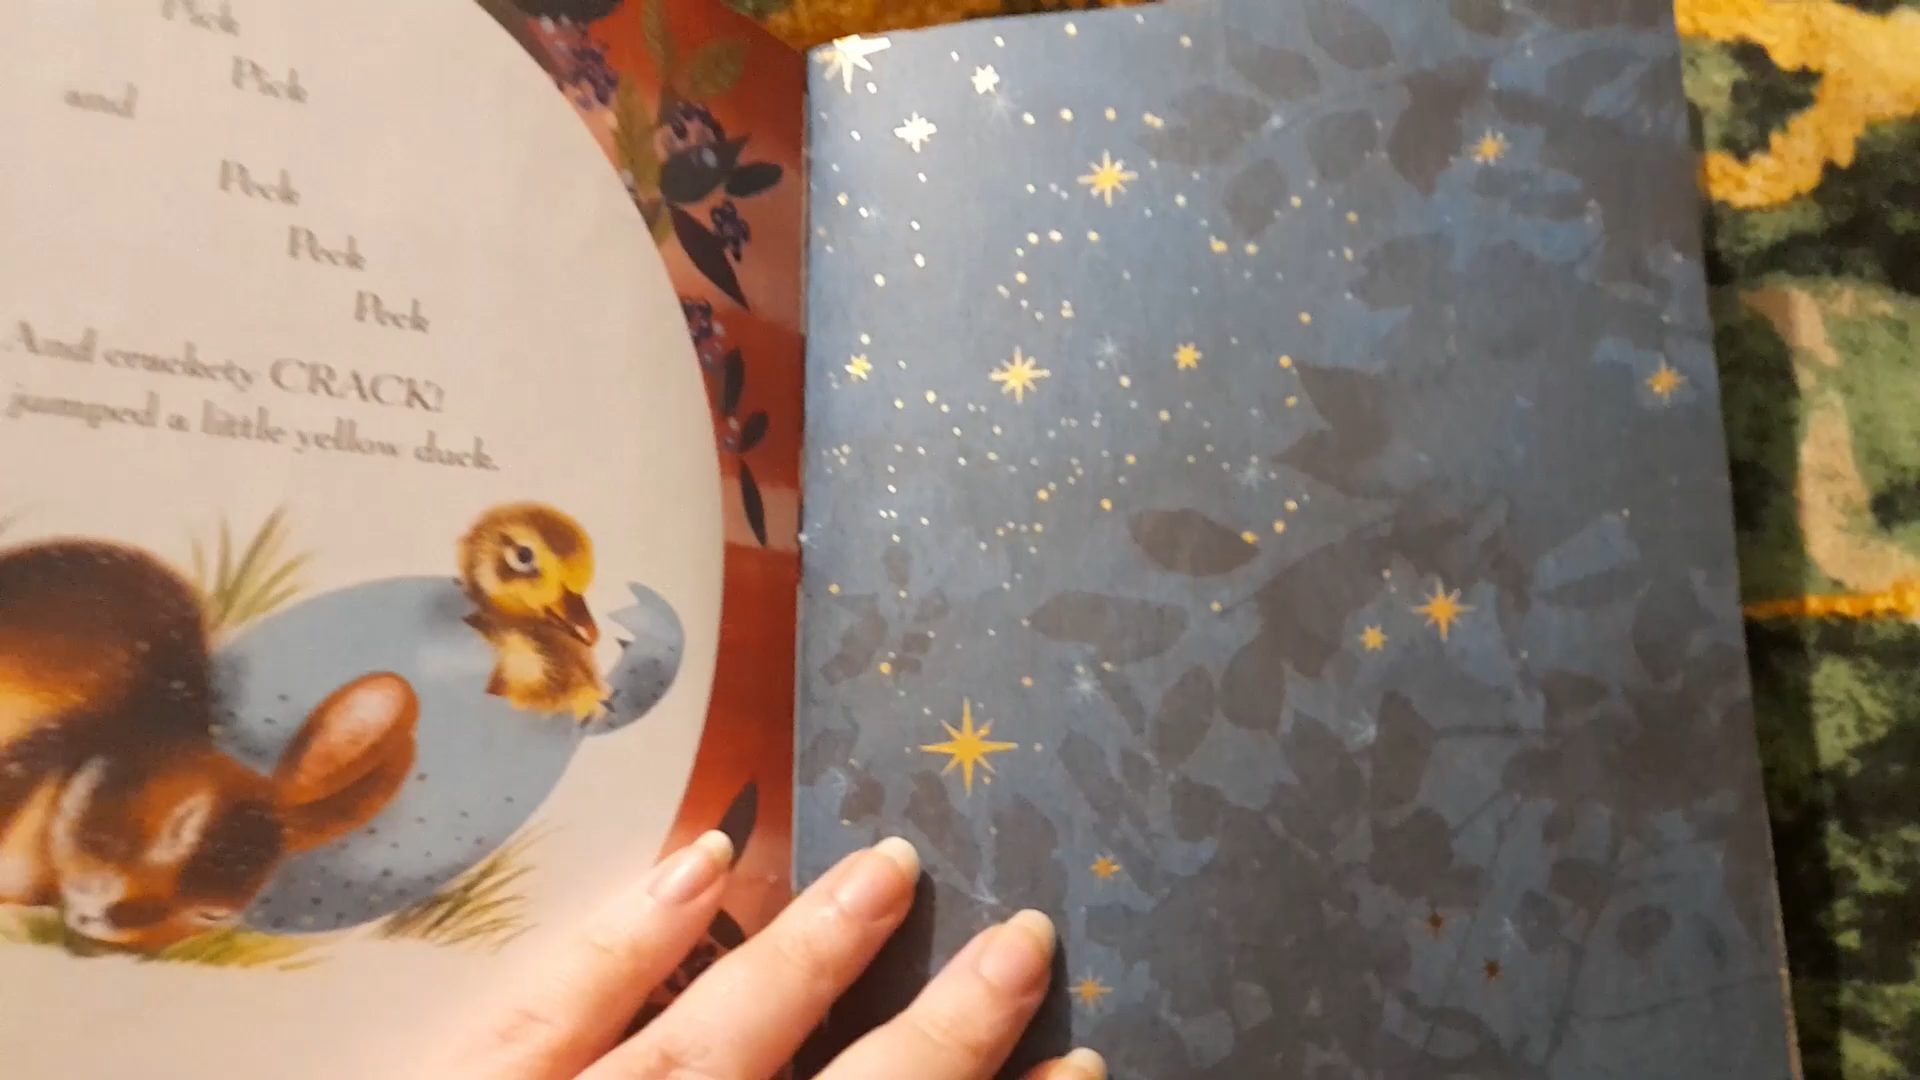 Pick
Pick
and
Peck
Peck
Peck
And crackety CRACK!
jumped a little yellow duck.